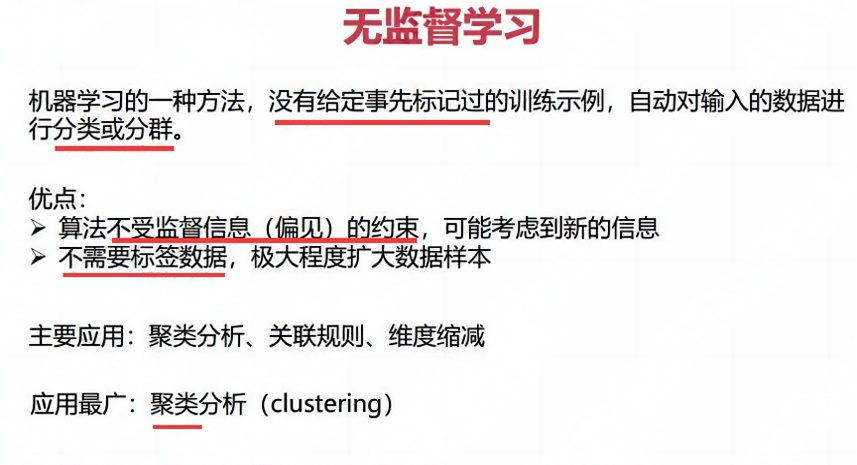 无监督学习
机器学习的一种方法，没有给定事先标记过的训练示例，自动对输入的数据进
行分类或分群。
优点：
➢ 算法不受监督信息（偏见）的约束，可能考虑到新的信息
➢ 不需要标签数据，极大程度扩大数据样本
主要应用：聚类分析、关联规则、维度缩减
应用最广：聚类分析（clustering）